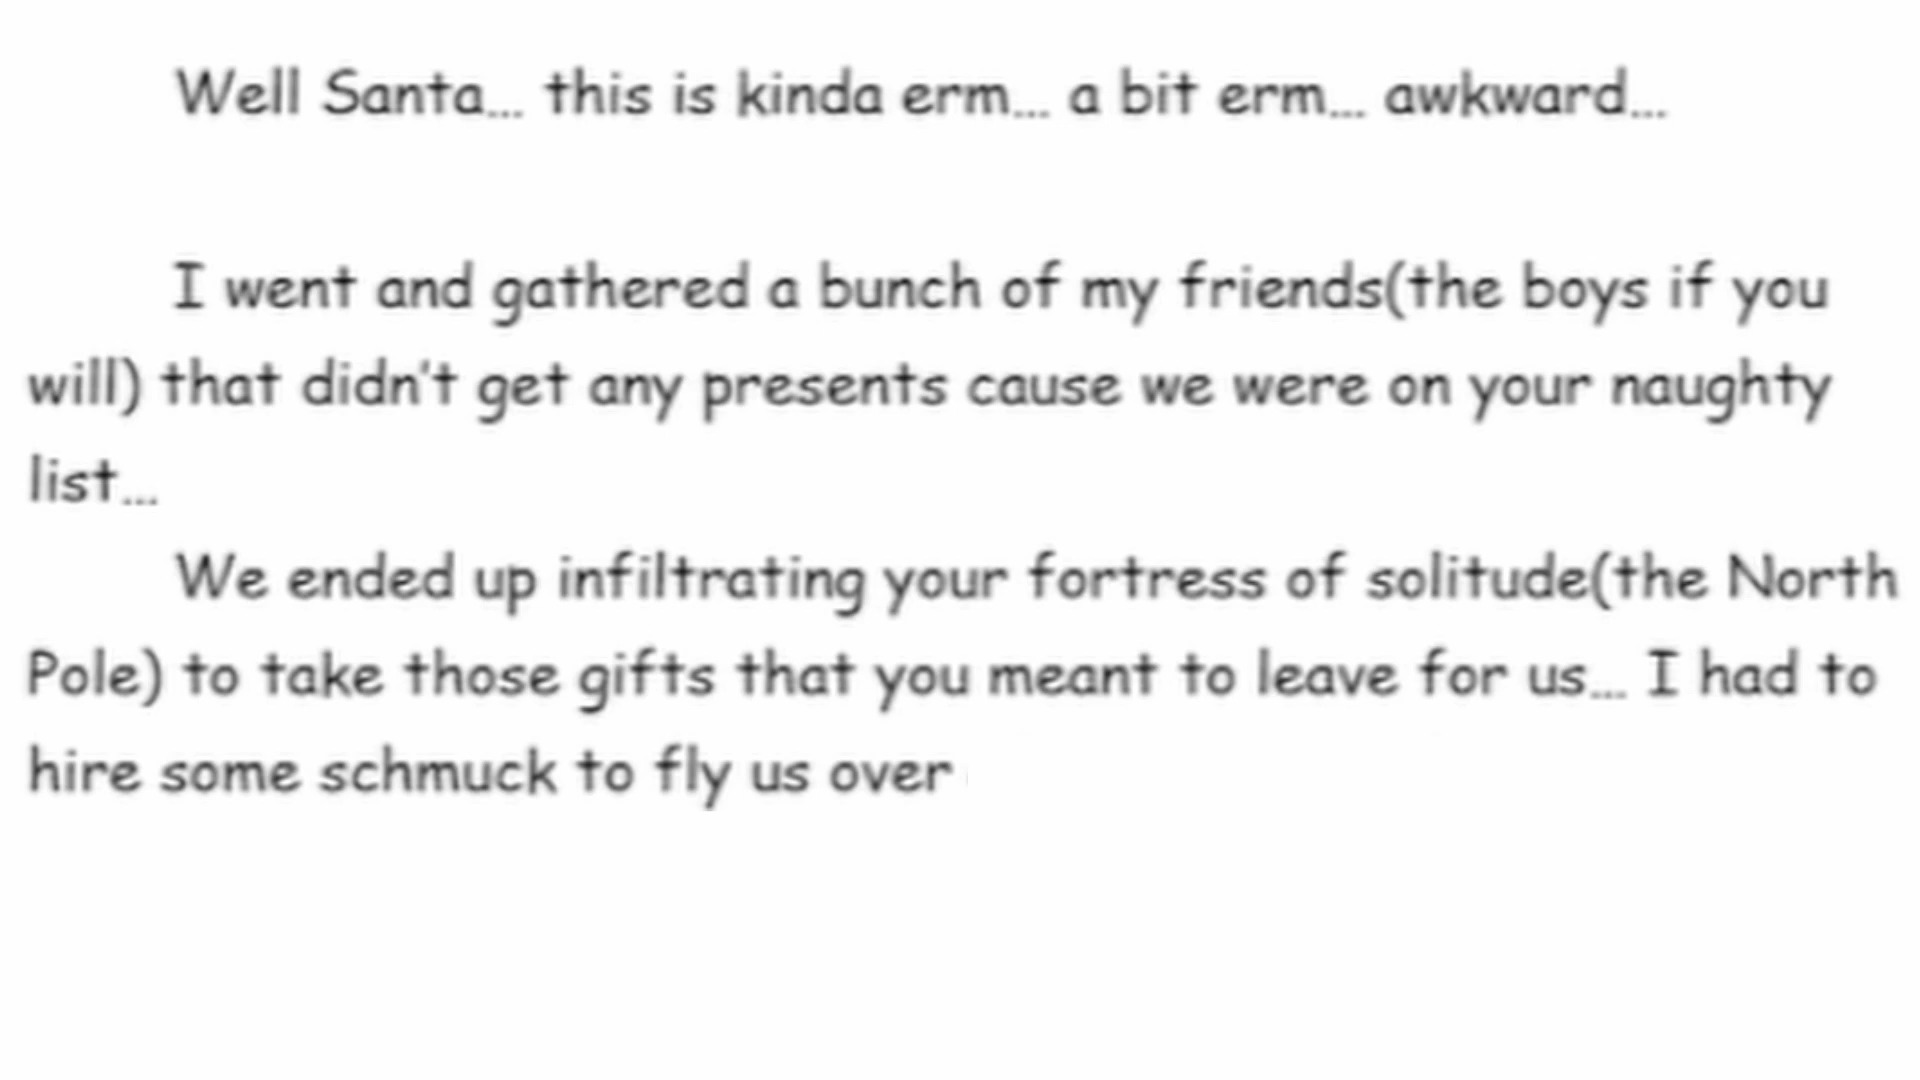 Well Santa... this is kinda erm... a bit erm... awkward...
I went and gathered a bunch of my friends(the boys if you
will) that didn't get any presents cause we were on your naughty
list...
We ended up infiltrating your fortress of solitude(the North
Pole) to take those gifts that you meant to leave for us... I had to
hire some schmuck to fly us over